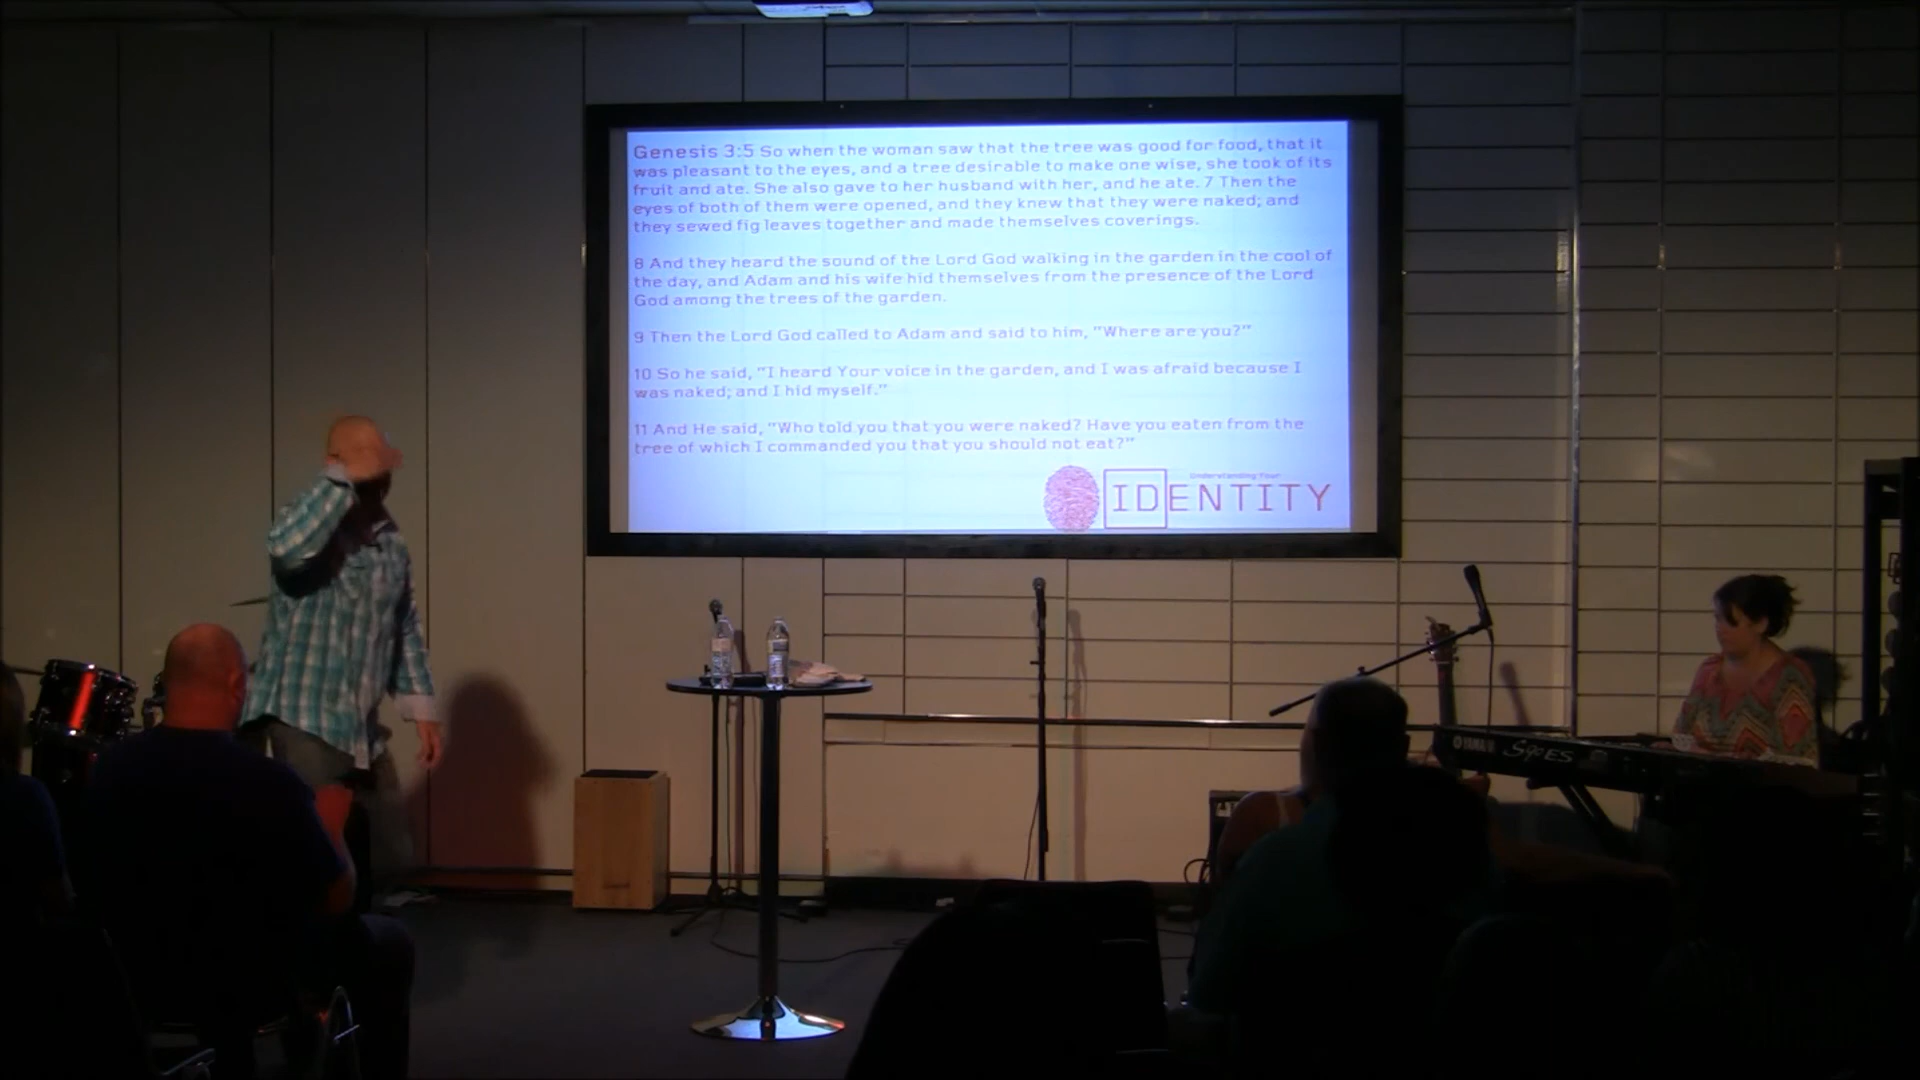 Genesis 3:5 So when the woman saw that the tree was good for food, that it
was pleasant to the eyes, and a tree desirable to make one wise, she took of its
fruit and ate. She also gave to her husband with her, and he ate. 7 Then the
eyes of both of them were opened, and they knew that they were naked; and
they sewed fig leaves together and made themselves coverings.
8 And they heard the sound of the Lord God walking in the garden in the cool of
the day, and Adam and his wife hid themselves from the presence of the Lord
God among the trees of the garden.
9 Then the Lord God called to Adam and said to him, "Where are you?"
10 So he said, "I heard Your voice in the garden, and I was afraid because I
was naked; and I hid myself."
11 And He said, "Who told you that you were naked? Have you eaten from the
tree of which I commanded you that you should not eat?"
Understanding Your
IDENTITY
YAMAHA S90ES